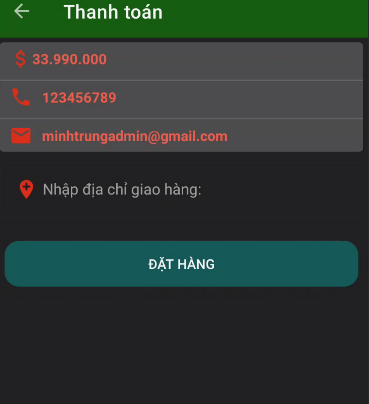 Thanh toán
$ 33.990.000
123456789
minhtrungadmin@gmail.com
Nhập địa chỉ giao hàng:
ĐẶT HÀNG